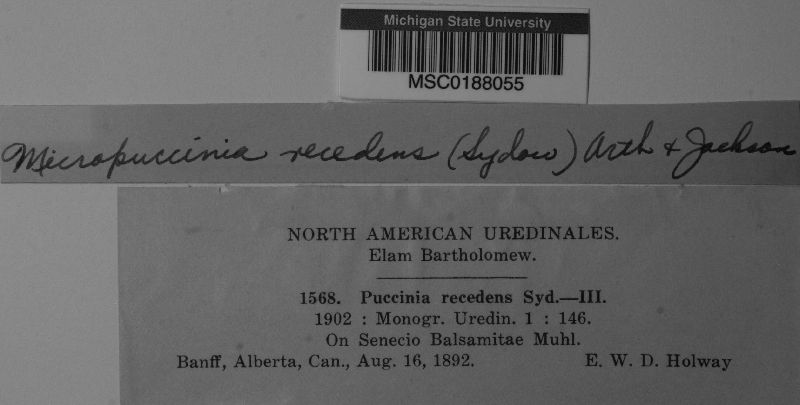 Michigan State University
MSC0188055
Micropuccinia recedens (Sydow) Arth & Jackson
NORTH AMERICAN UREDINALES.
Elam Bartholomew.
1568. Puccinia recedens Syd.—III.
1902 : Monogr. Uredin. 1 : 146.
On Senecio Balsamitae Muhl.
Banff, Alberta, Can., Aug. 16, 1892. E. W. D. Holway